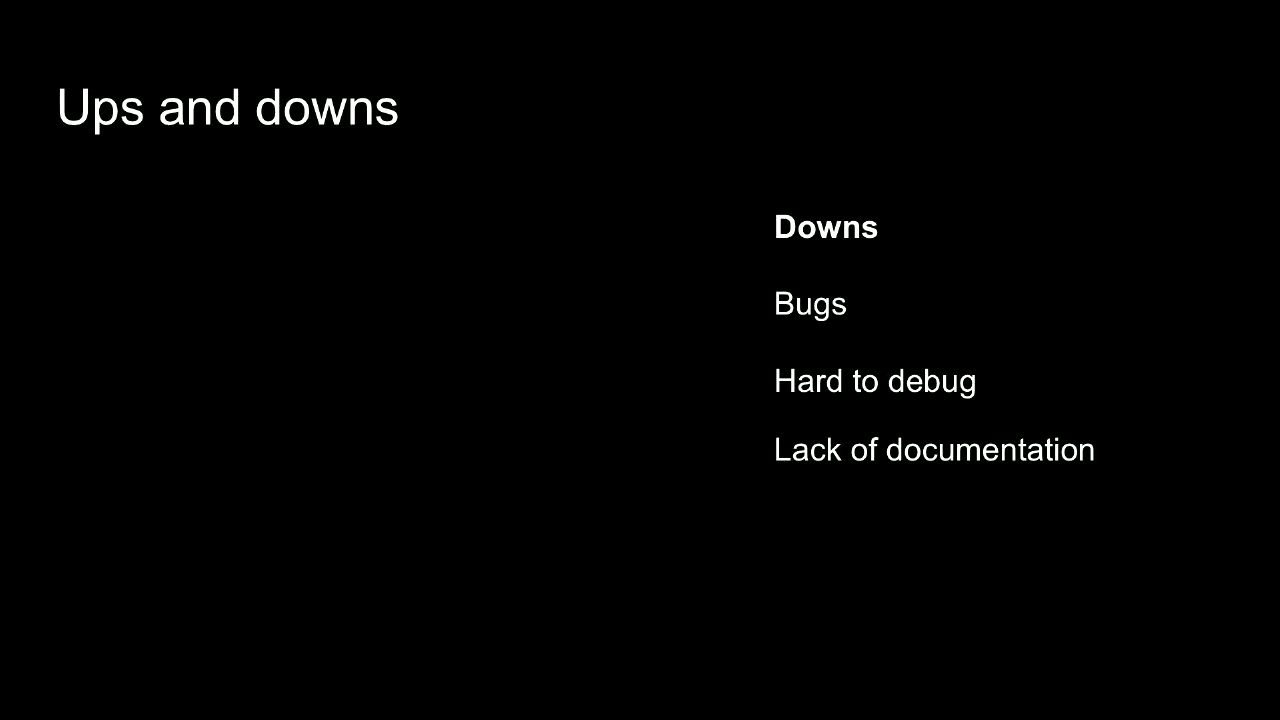 Ups and downs
Downs
Bugs
Hard to debug
Lack of documentation